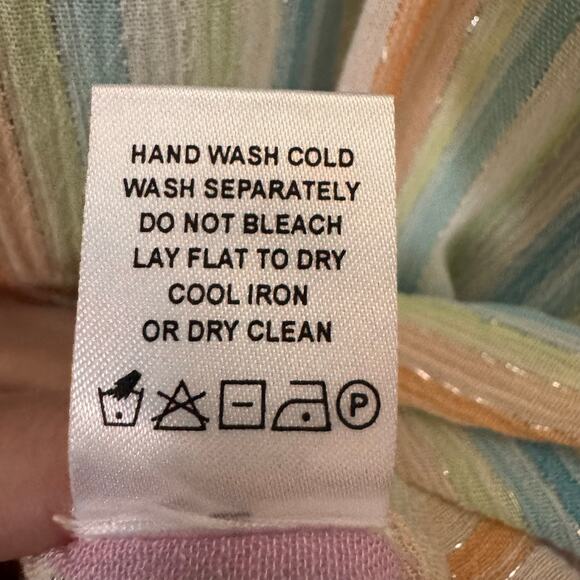 HAND WASH COLD
WASH SEPARATELY
DO NOT BLEACH
LAY FLAT TO DRY
COOL IRON
OR DRY CLEAN
P